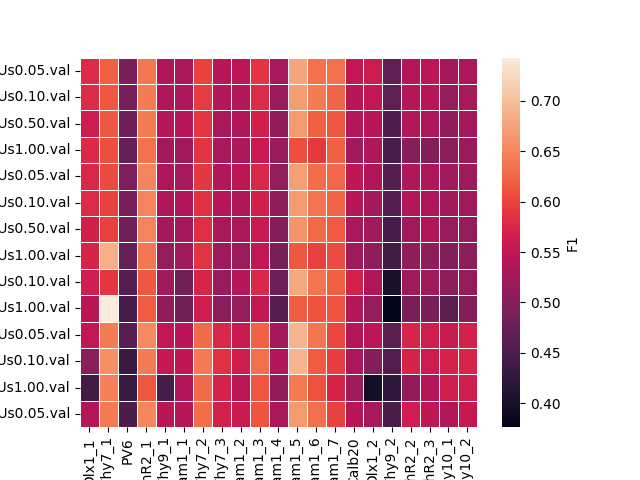 Us0.05.val
Us0.10.val
Us0.50.val
Us1.00.val
Us0.05.val
Us0.10.val
Us0.50.val
Us1.00.val
Us0.10.val
Us1.00.val
Us0.05.val
Us0.10.val
Us1.00.val
Us0.05.val
lx1_1
hy7_1
PV6
hR2_1
hy9_1
am1_1
hy7_2
hy7_3
am1_2
am1_3
am1_4
am1_5
am1_6
am1_7
alb20
lx1_2
hy9_2
hR2_2
hR2_3
y10_1
y10_2
0.70
0.65
0.60
0.55
0.50
0.45
0.40
F1